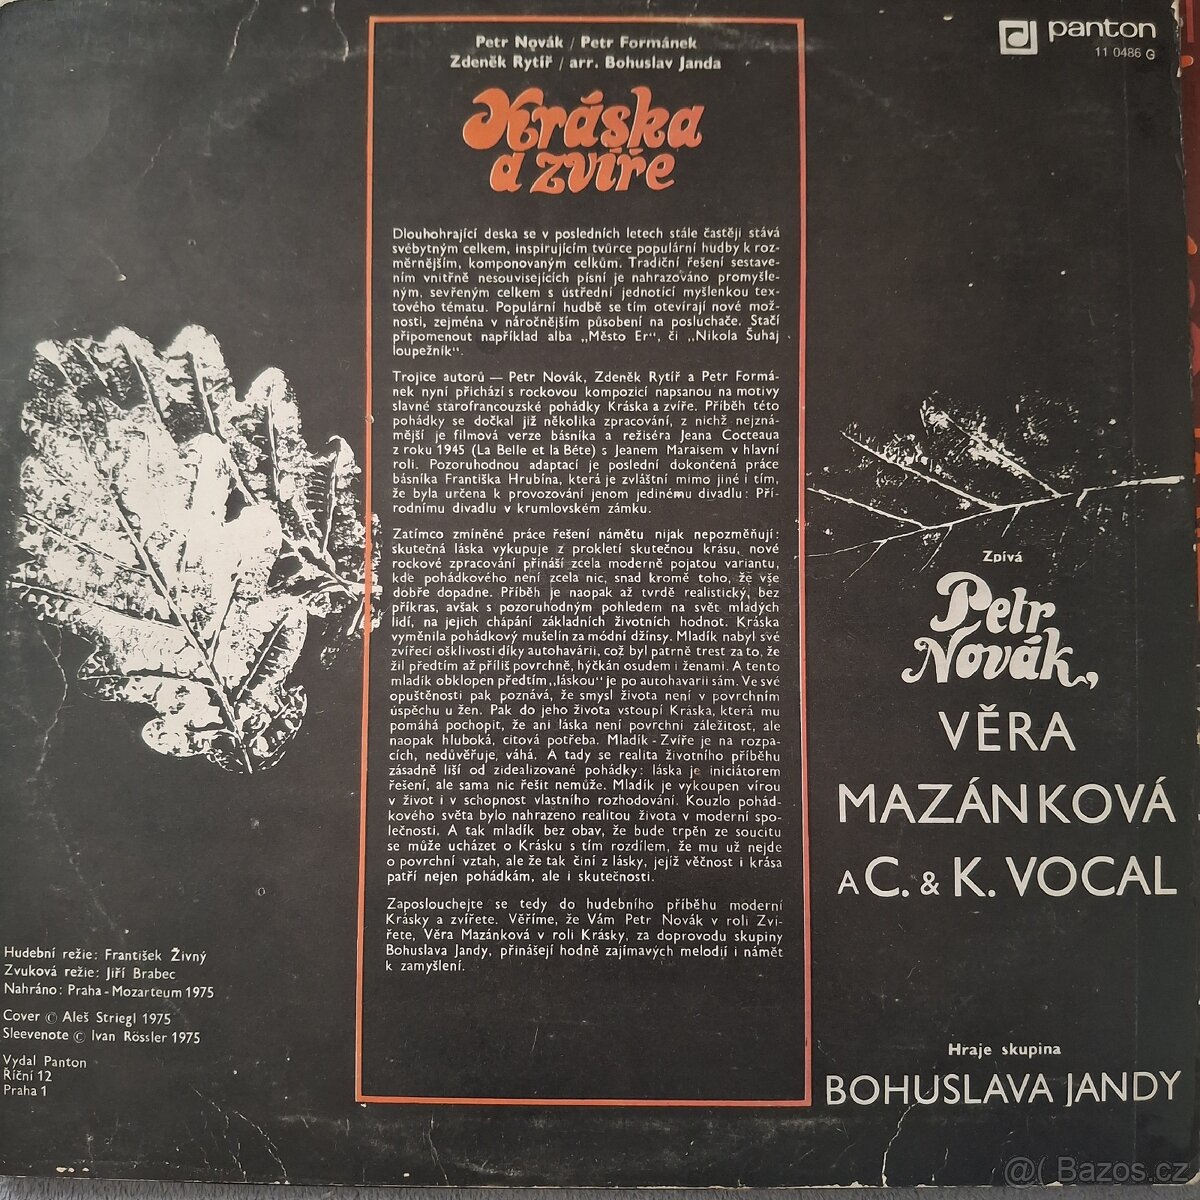 Petr Novák / Petr Formánek
Zdeněk Rytíř / arr. Bohuslav Janda
Kráska
a zvíře
panton
11 0486 G
Dlouhohrající deska se v posledních letech stále častěji stává
svébytným celkem, inspirujícím tvůrce populární hudby k roz-
měrnějším, komponovaným celkům. Tradiční řešení sestave-
ním vnitřně nesouvisejících písní je nahrazováno promyšle-
ným, sevřeným celkem s ústřední jednotící myšlenkou tex-
tového tématu. Populární hudbě se tím otevírají nové mož-
nosti, zejména v náročnějším působení na posluchače. Stačí
připomenout například alba „Město Er“, či „Nikola Šuhaj
loupežník“.
Trojice autorů — Petr Novák, Zdeněk Rytíř a Petr Formá-
nek nyní přichází s rockovou kompozicí napsanou na motivy
slavné starofrancouzské pohádky Kráska a zvíře. Příběh této
pohádky se dočkal již několika zpracování, z nichž nejzná-
mější je filmová verze básníka a režiséra Jeana Cocteaua
z roku 1945 (La Belle et la Béte) s Jeanem Maraisem v hlavní
roli. Pozoruhodnou adaptací je poslední dokončená práce
básníka Františka Hrubína, která je zvláštní mimo jiné i tím,
že byla určena k provozování jenom jedinému divadlu: Pří-
rodnímu divadlu v krumlovském zámku.
Zatímco zmíněné práce řešení námětu nijak nepozměňují:
skutečná láska vykupuje z prokletí skutečnou krásu, nové
rockové zpracování přináší zcela moderně pojatou variantu,
kde pohádkového není zcela nic, snad kromě toho, že vše
dobře dopadne. Příběh je naopak až tvrdě realistický, bez
příkras, avšak s pozoruhodným pohledem na svět mladých
lidí, na jejich chápání základních životních hodnot. Kráska
vyměnila pohádkový mušelín za módní džínsy. Mladík nabyl své
zvířecí ošklivosti díky autohavárii, což byl patrně trest za to, že
žil předtím až příliš povrchně, hýčkán osudem i ženami. A tento
mladík obklopen předtím „láskou“ je po autohavarii sám. Ve své
opuštěnosti pak poznává, že smysl života není v povrchním
úspěchu u žen. Pak do jeho života vstoupí Kráska, která mu
pomáhá pochopit, že ani láska není povrchní záležitost, ale
naopak hluboká, citová potřeba. Mladík - Zvíře je na rozpa-
cích, nedůvěřuje, váhá. A tady se realita životního příběhu
zásadně liší od zidealizované pohádky: láska je iniciátorem
řešení, ale sama nic řešit nemůže. Mladík je vykoupen vírou
v život i v schopnost vlastního rozhodování. Kouzlo pohád-
kového světa bylo nahrazeno realitou života v moderní spo-
lečnosti. A tak mladík bez obav, že bude trpěn ze soucitu
se může ucházet o Krásku s tím rozdílem, že mu už nejde
o povrchní vztah, ale že tak činí z lásky, jejíž věčnost i krása
patří nejen pohádkám, ale i skutečnosti.
Zaposlouchejte se tedy do hudebního příběhu moderní
Krásky a zvířete. Věříme, že Vám Petr Novák v roli Zví-
řete, Věra Mazánková v roli Krásky, za doprovodu skupiny
Bohuslava Jandy, přinášejí hodně zajímavých melodií i námět
k zamyšlení.
Zpívá
Petr
Novák,
VĚRA
MAZÁNKOVÁ
A C. & K. VOCAL
Hraje skupina
BOHUSLAVA JANDY
Hudební režie: František Živný
Zvuková režie: Jiří Brabec
Nahráno: Praha - Mozarteum 1975
Cover © Aleš Striegl 1975
Sleevenote © Ivan Rössler 1975
Vydal Panton
Říční 12
Praha 1
@( Bazos.cz